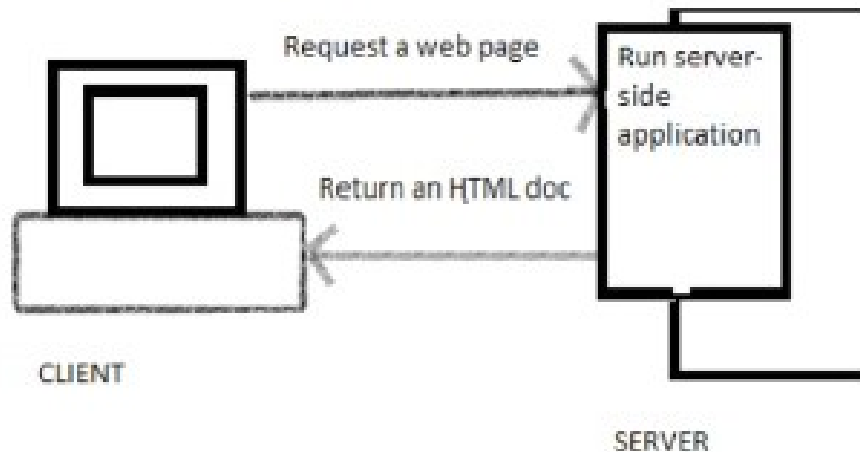 Request a web page
Run server-
side
application
Return an HTML doc
CLIENT
SERVER